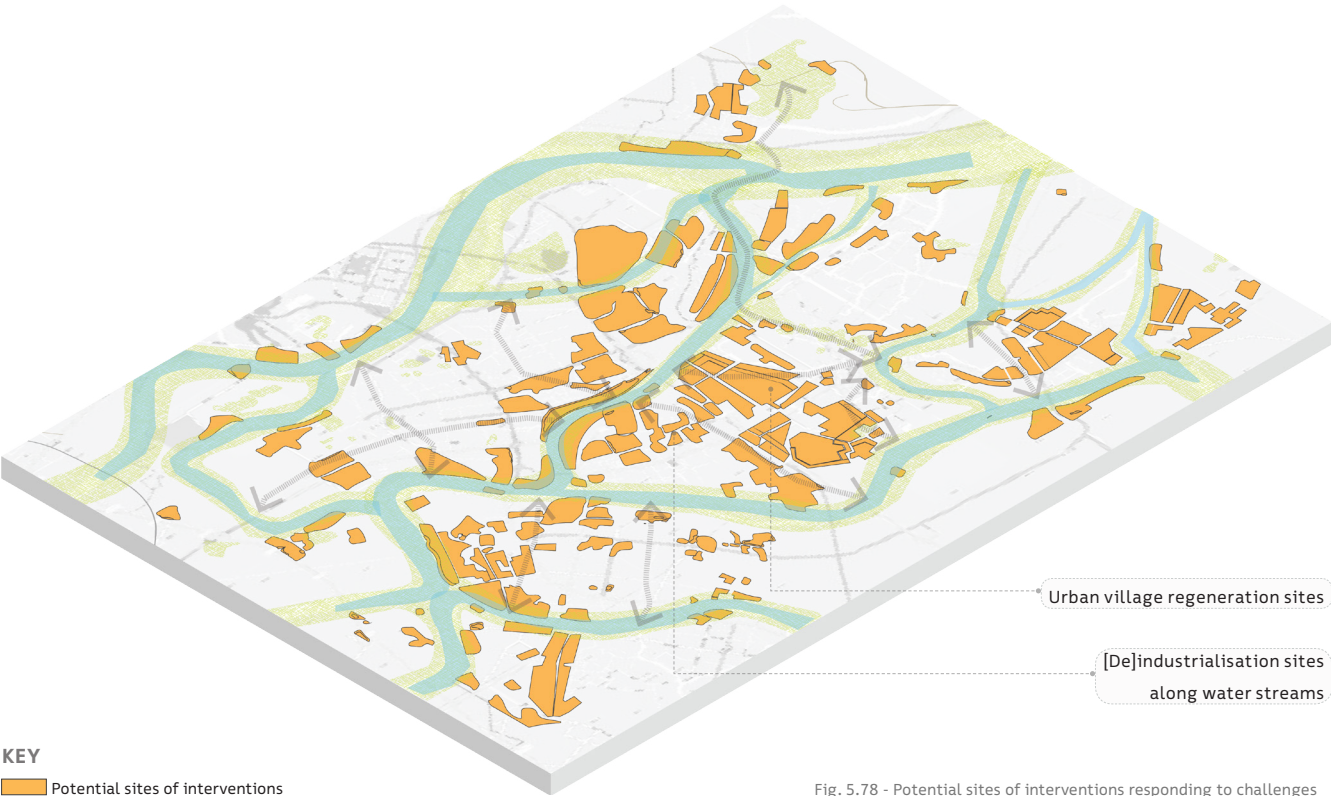 Urban village regeneration sites
[De]industrialisation sites
along water streams
KEY
Potential sites of interventions
Fig. 5.78 - Potential sites of interventions responding to challenges